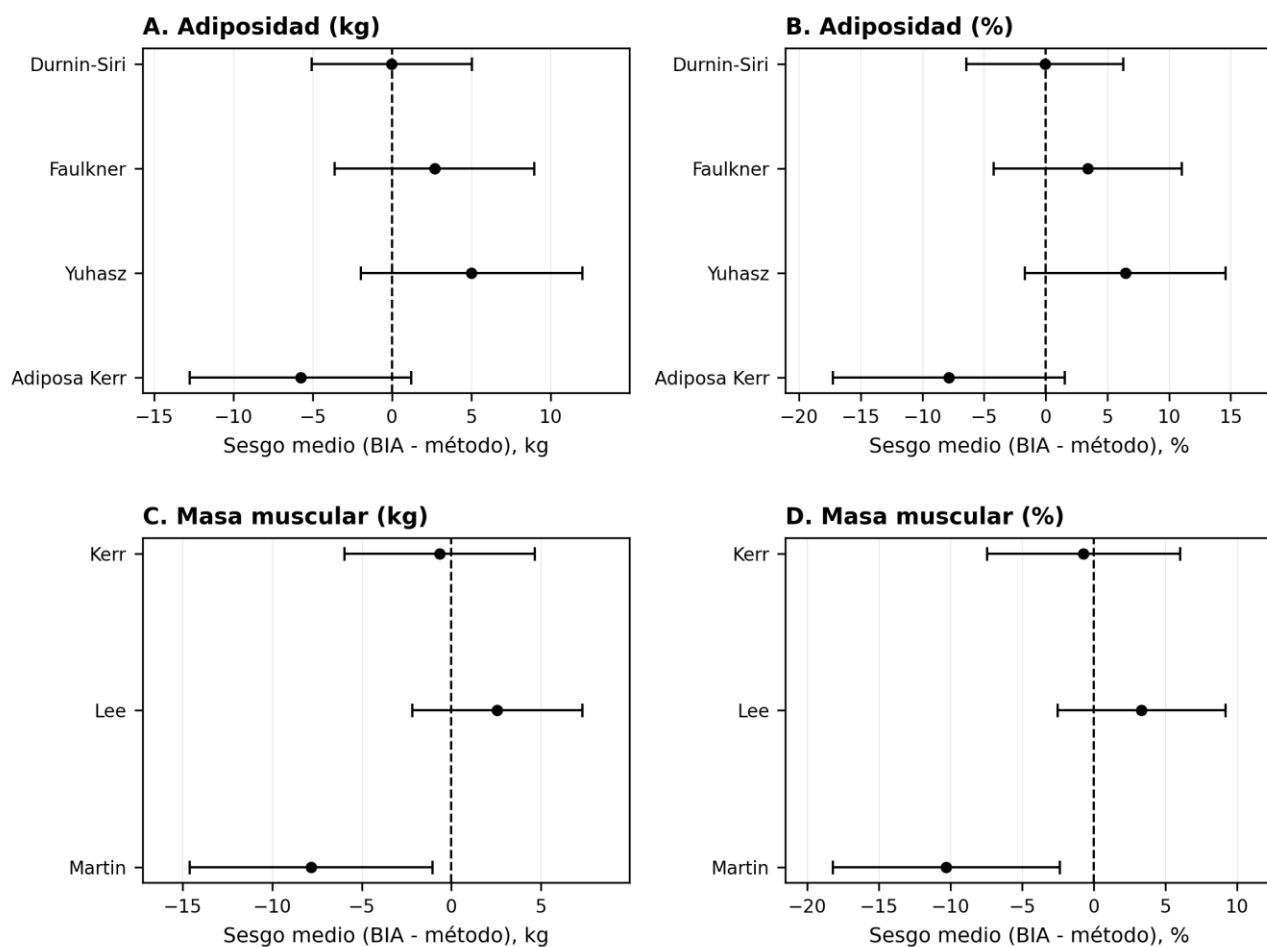 A. Adiposidad (kg)
Durnin-Siri
Faulkner
Yuhasz
Adiposa Kerr
−15 −10 −5 0 5 10
Sesgo medio (BIA - método), kg
B. Adiposidad (%)
Durnin-Siri
Faulkner
Yuhasz
Adiposa Kerr
−20 −15 −10 −5 0 5 10 15
Sesgo medio (BIA - método), %
C. Masa muscular (kg)
Kerr
Lee
Martin
−15 −10 −5 0 5
Sesgo medio (BIA - método), kg
D. Masa muscular (%)
Kerr
Lee
Martin
−20 −15 −10 −5 0 5 10
Sesgo medio (BIA - método), %